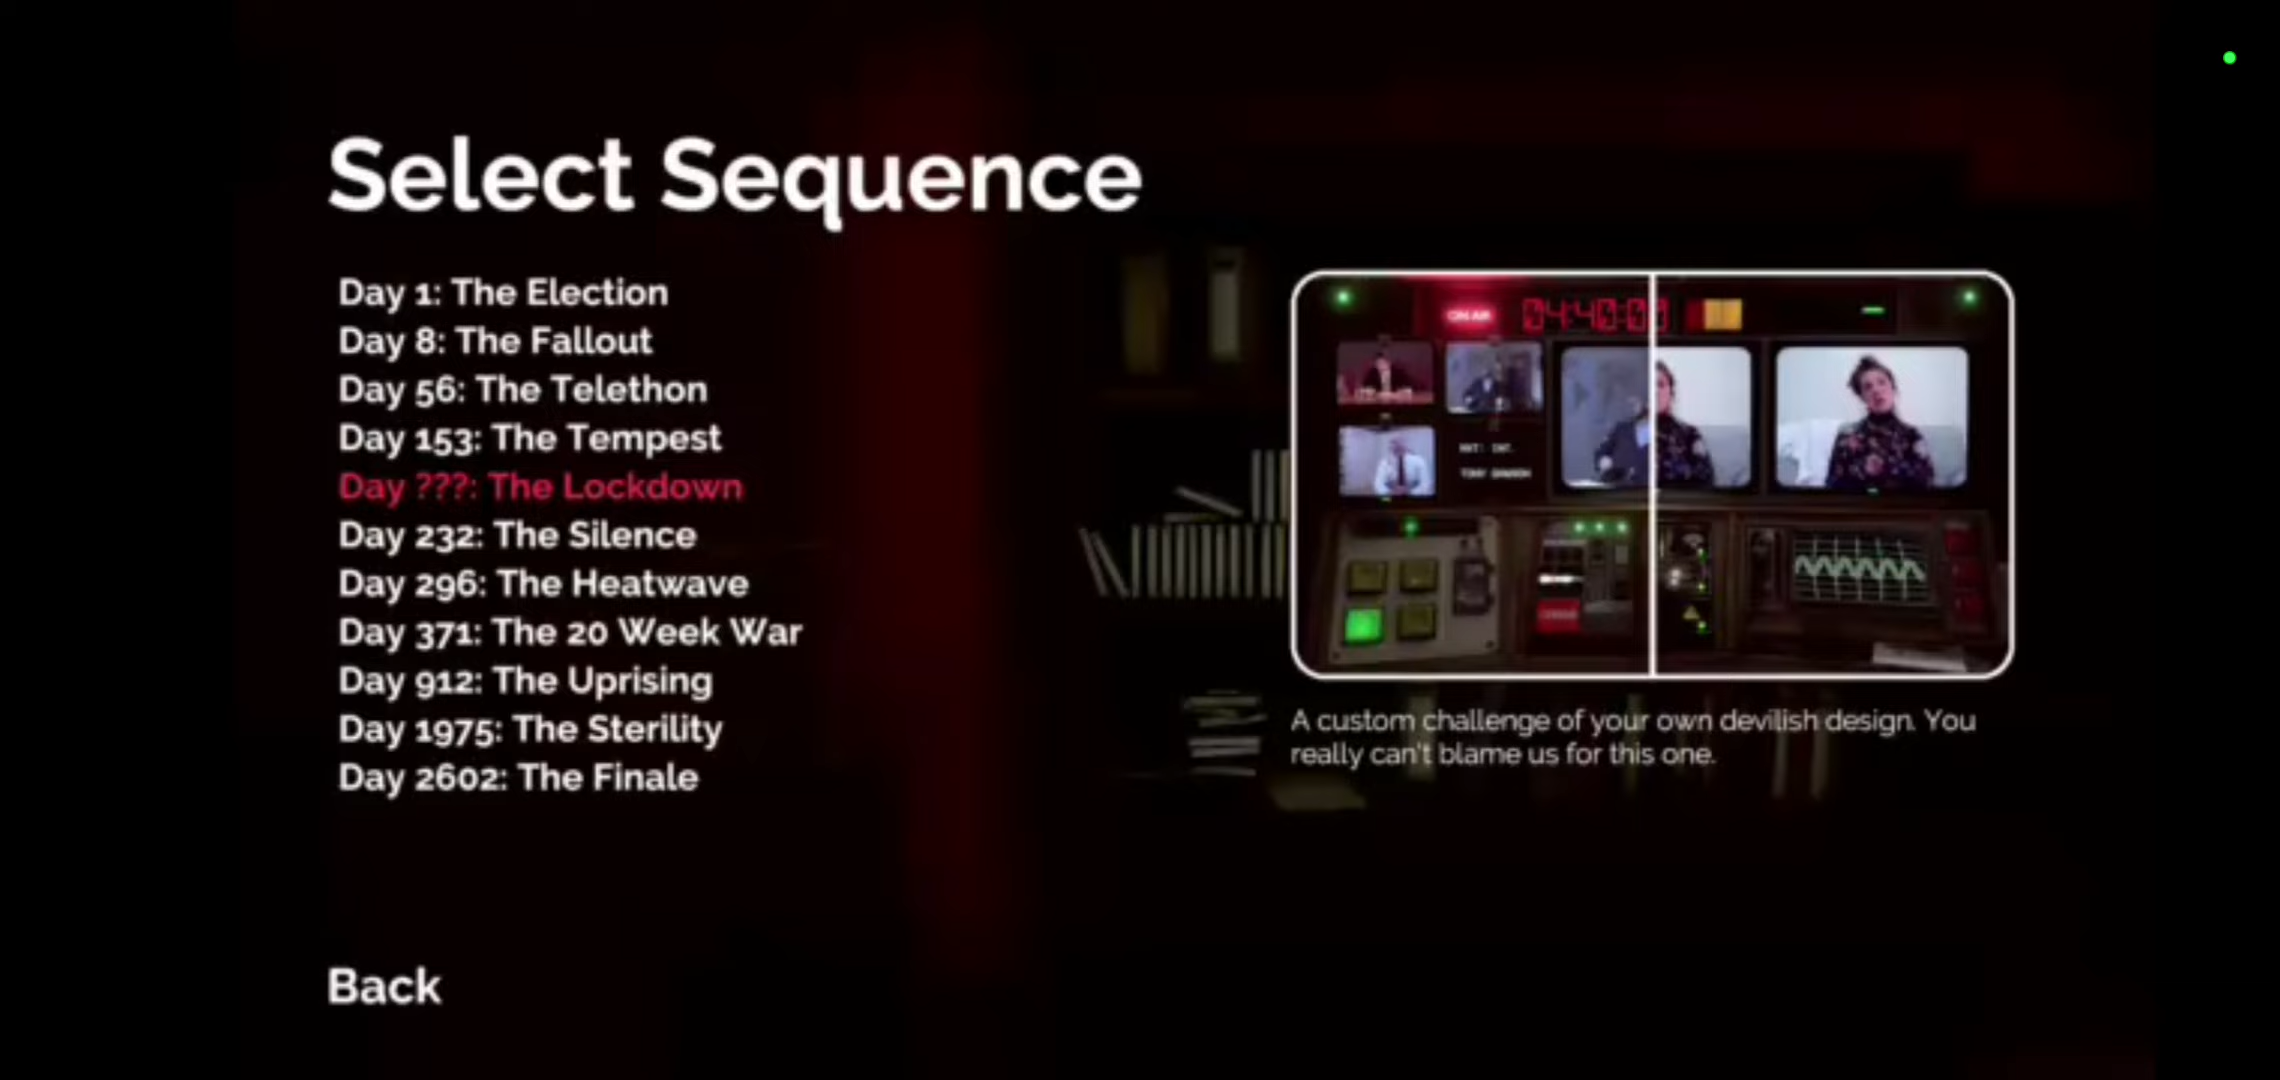 Select Sequence
Day 1: The Election
Day 8: The Fallout
Day 56: The Telethon
Day 153: The Tempest
Day ???: The Lockdown
Day 232: The Silence
Day 296: The Heatwave
Day 371: The 20 Week War
Day 912: The Uprising
Day 1975: The Sterility
Day 2602: The Finale
ON AIR
A custom challenge of your own devilish design. You
really can't blame us for this one.
Back